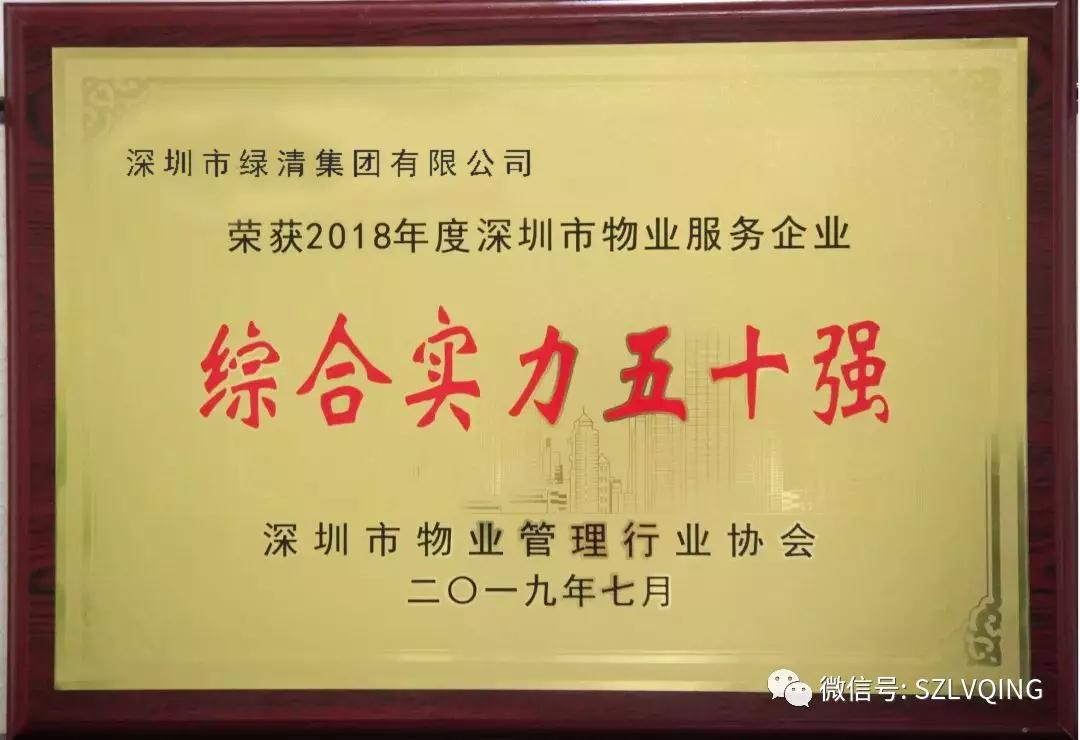 深圳市绿清集团有限公司
荣获2018年度深圳市物业服务企业
综合实力五十强
深圳市物业管理行业协会
二〇一九年七月
微信号: SZLVQING